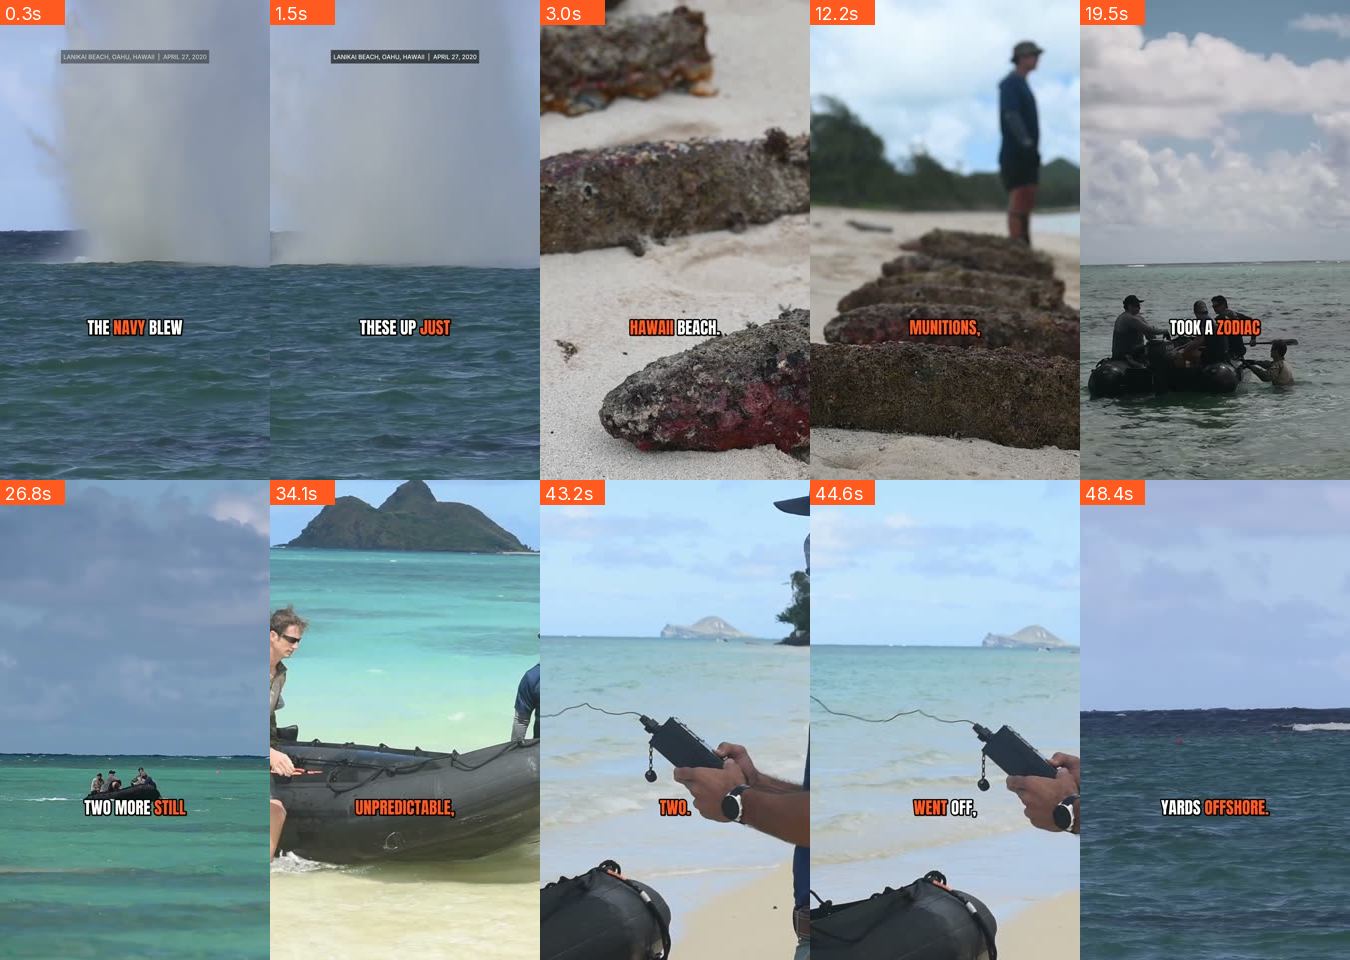 0.3s
LANIKAI BEACH, OAHU, HAWAII | APRIL 27, 2020
THE NAVY BLEW
1.5s
LANIKAI BEACH, OAHU, HAWAII | APRIL 27, 2020
THESE UP JUST
3.0s
HAWAII BEACH.
12.2s
MUNITIONS,
19.5s
TOOK A ZODIAC
26.8s
TWO MORE STILL
34.1s
UNPREDICTABLE,
43.2s
TWO.
44.6s
WENT OFF,
48.4s
YARDS OFFSHORE.